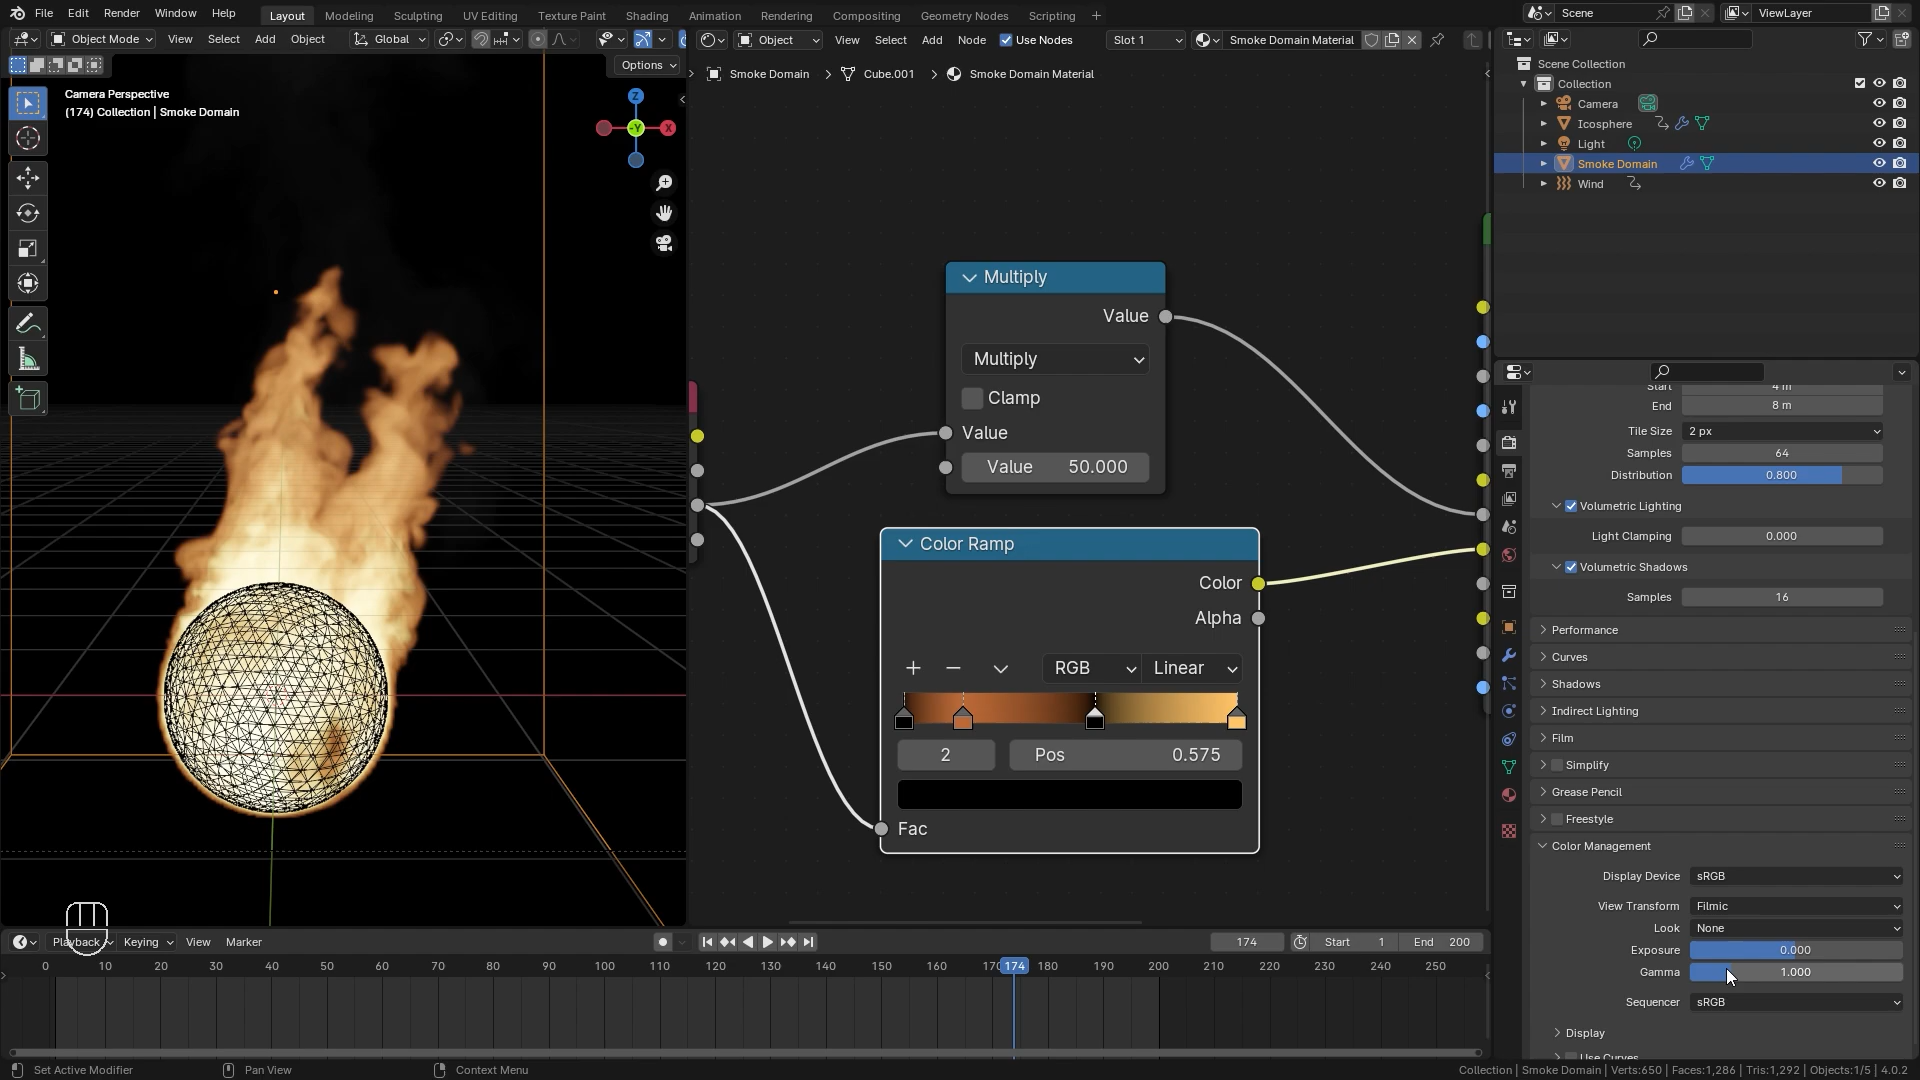 File Edit Render Window Help Layout Modeling Sculpting UV Editing Texture Paint Shading Animation Rendering Compositing Geometry Nodes Scripting + Scene ViewLayer
Object Mode View Select Add Object Global Object View Select Add Node Use Nodes Slot 1 Smoke Domain Material
Options
Smoke Domain > Cube.001 > Smoke Domain Material
Camera Perspective
(174) Collection | Smoke Domain
Z
-Y X
Scene Collection
Collection
Camera
Icosphere
Light
Smoke Domain
Wind
Multiply
Value
Multiply
Clamp
Value
Value 50.000
Color Ramp
Color
Alpha
RGB Linear
2 Pos 0.575
Fac
Start 4 m
End 8 m
Tile Size 2 px
Samples 64
Distribution 0.800
Volumetric Lighting
Light Clamping 0.000
Volumetric Shadows
Samples 16
Performance
Curves
Shadows
Indirect Lighting
Film
Simplify
Grease Pencil
Freestyle
Color Management
Display Device sRGB
View Transform Filmic
Look None
Exposure 0.000
Gamma 1.000
Sequencer sRGB
Display
Use Curves
Playback Keying View Marker 174 Start 1 End 200
0 10 20 30 40 50 60 70 80 90 100 110 120 130 140 150 160 170 174 180 190 200 210 220 230 240 250
Set Active Modifier Pan View Context Menu Collection | Smoke Domain | Verts:650 | Faces:1,286 | Tris:1,292 | Objects:1/5 | 4.0.2